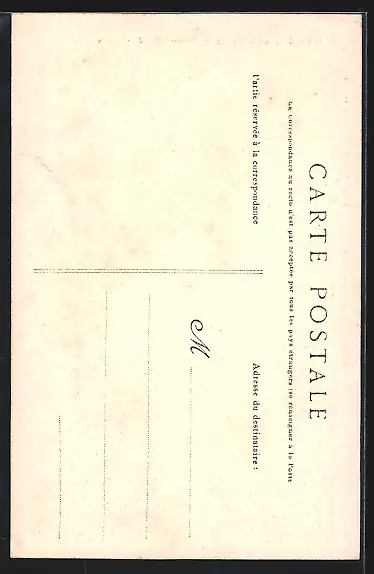 CARTE POSTALE
La correspondance au recto n'est pas acceptée par tous les pays étrangers (se renseigner à la Poste
Partie réservée à la correspondance
Adresse du destinataire :
M